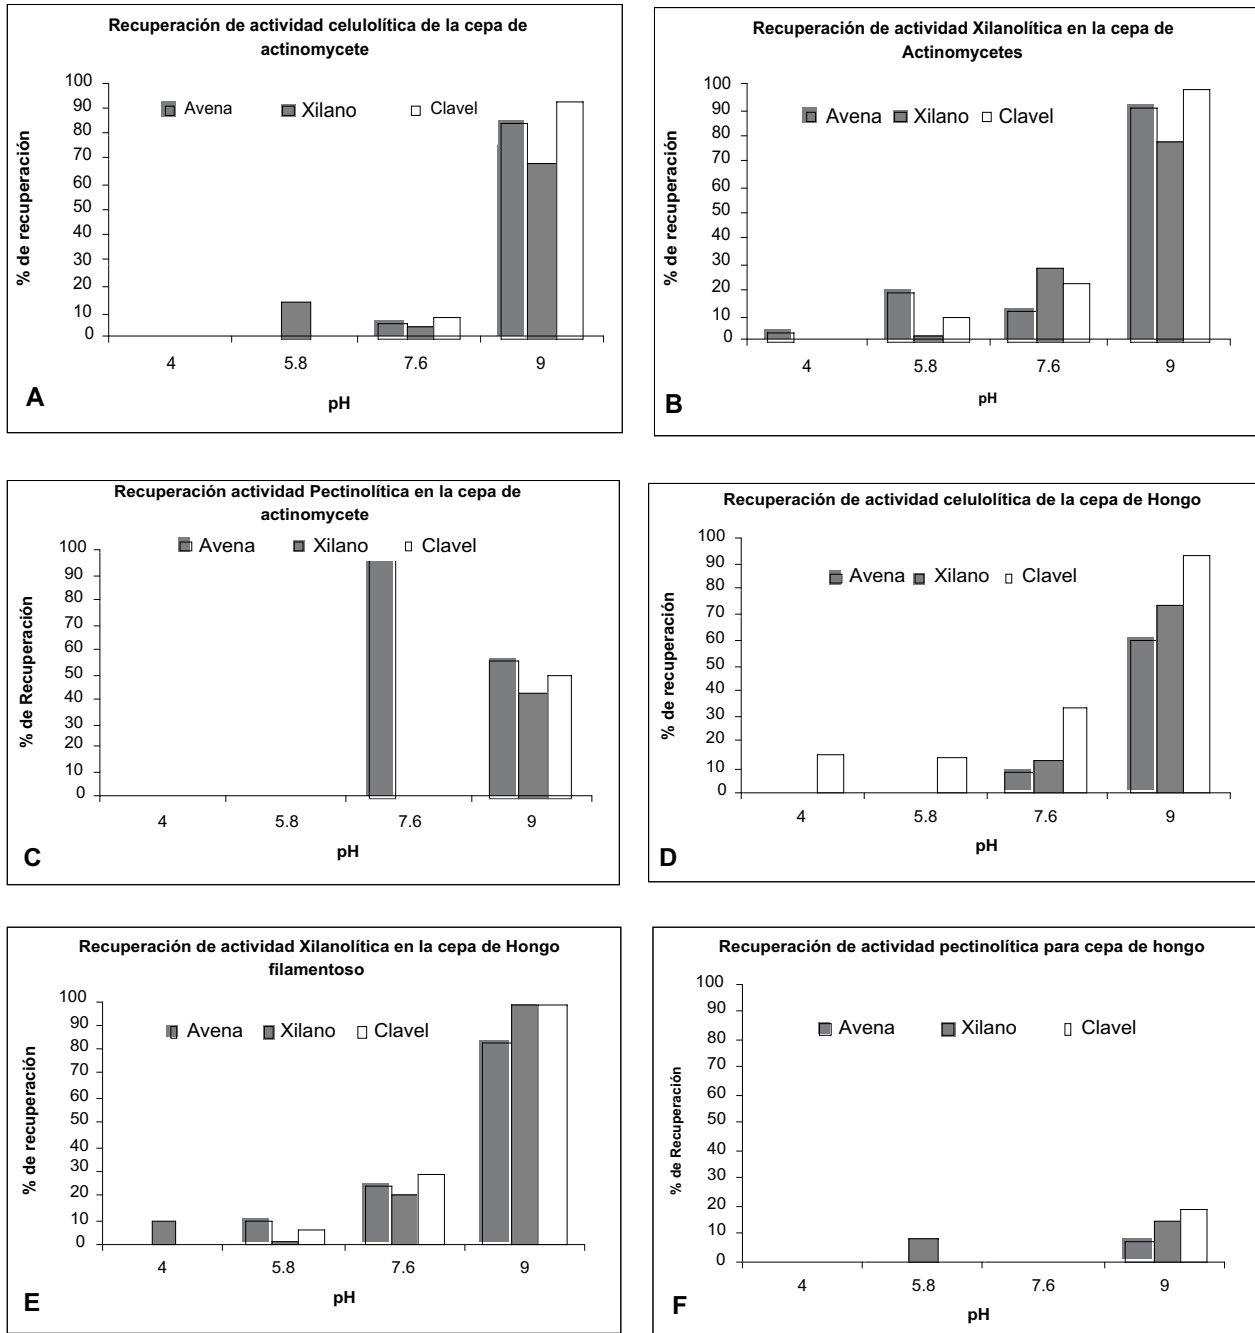 Recuperación de actividad celulolítica de la cepa de
actinomycete
% de recuperación
100
90
80
70
60
50
40
30
20
10
0
Avena Xilano Clavel
4 5.8 7.6 9
pH
A
Recuperación de actividad Xilanolítica en la cepa de
Actinomycetes
% de recuperación
100
90
80
70
60
50
40
30
20
10
0
Avena Xilano Clavel
4 5.8 7.6 9
pH
B
Recuperación actividad Pectinolítica en la cepa de
actinomycete
% de Recuperación
100
90
80
70
60
50
40
30
20
10
0
Avena Xilano Clavel
4 5.8 7.6 9
pH
C
Recuperación de actividad celulolítica de la cepa de Hongo
% de recuperación
100
90
80
70
60
50
40
30
20
10
0
Avena Xilano Clavel
4 5.8 7.6 9
pH
D
Recuperación de actividad Xilanolítica en la cepa de Hongo
filamentoso
% de recuperación
100
90
80
70
60
50
40
30
20
10
0
Avena Xilano Clavel
4 5.8 7.6 9
pH
E
Recuperación de actividad pectinolítica para cepa de hongo
% de Recuperación
100
90
80
70
60
50
40
30
20
10
0
Avena Xilano Clavel
4 5.8 7.6 9
pH
F